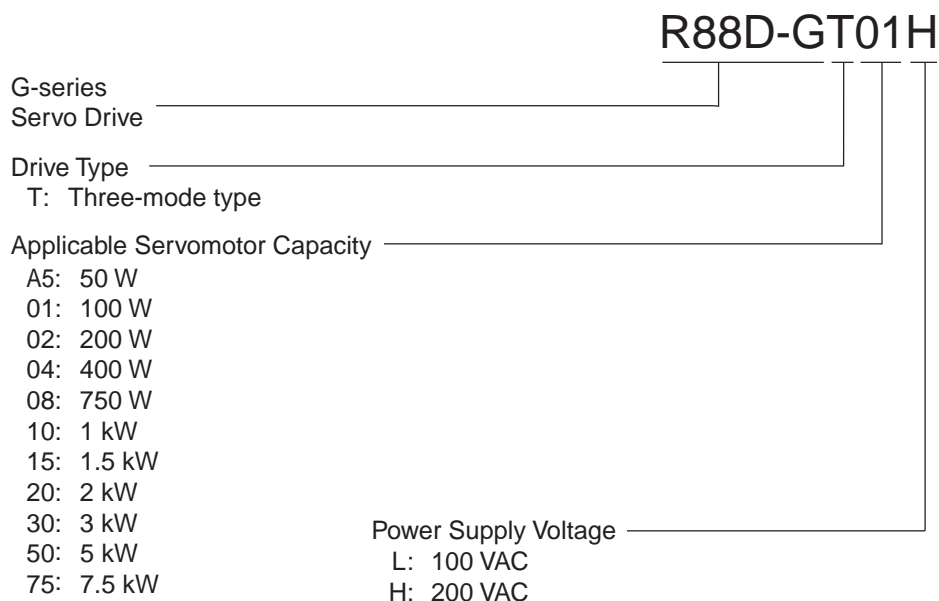 R88D-GT01H
G-series
Servo Drive
Drive Type
T: Three-mode type
Applicable Servomotor Capacity
A5: 50 W
01: 100 W
02: 200 W
04: 400 W
08: 750 W
10: 1 kW
15: 1.5 kW
20: 2 kW
30: 3 kW
50: 5 kW
75: 7.5 kW
Power Supply Voltage
L: 100 VAC
H: 200 VAC